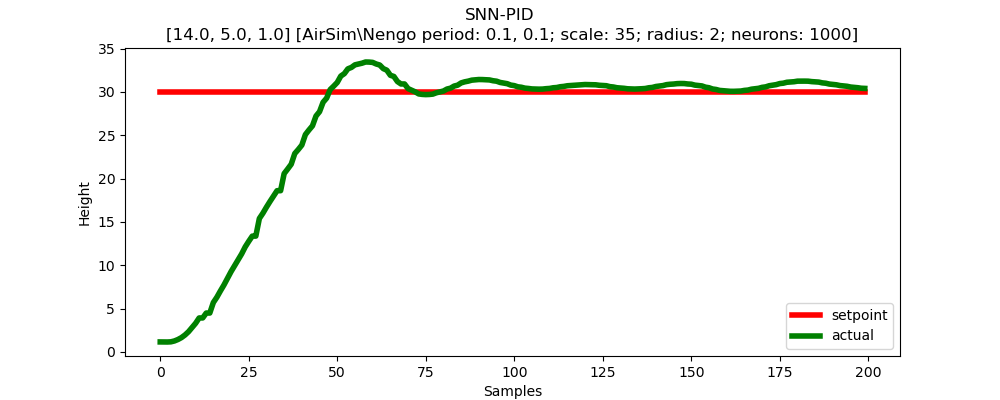 SNN-PID
[14.0, 5.0, 1.0] [AirSim\Nengo period: 0.1, 0.1; scale: 35; radius: 2; neurons: 1000]
35
30
25
20
15
10
5
0
Height
0 25 50 75 100 125 150 175 200
Samples
setpoint
actual